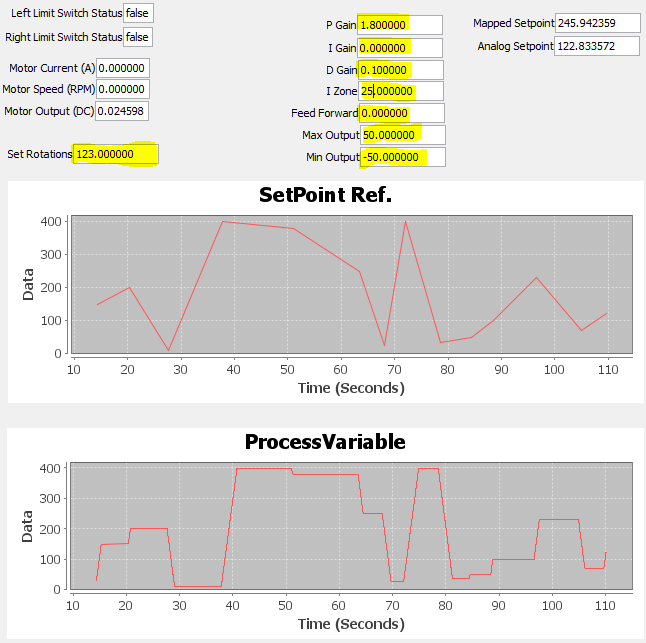 Left Limit Switch Status false
Right Limit Switch Status false
Motor Current (A) 0.000000
Motor Speed (RPM) 0.000000
Motor Output (DC) 0.024598
Set Rotations 123.000000
P Gain 1.800000
I Gain 0.000000
D Gain 0.100000
I Zone 25.000000
Feed Forward 0.000000
Max Output 50.000000
Min Output -50.000000
Mapped Setpoint 245.942359
Analog Setpoint 122.833572
SetPoint Ref.
Data
400
300
200
100
0
10 20 30 40 50 60 70 80 90 100 110
Time (Seconds)
ProcessVariable
Data
400
300
200
100
0
10 20 30 40 50 60 70 80 90 100 110
Time (Seconds)